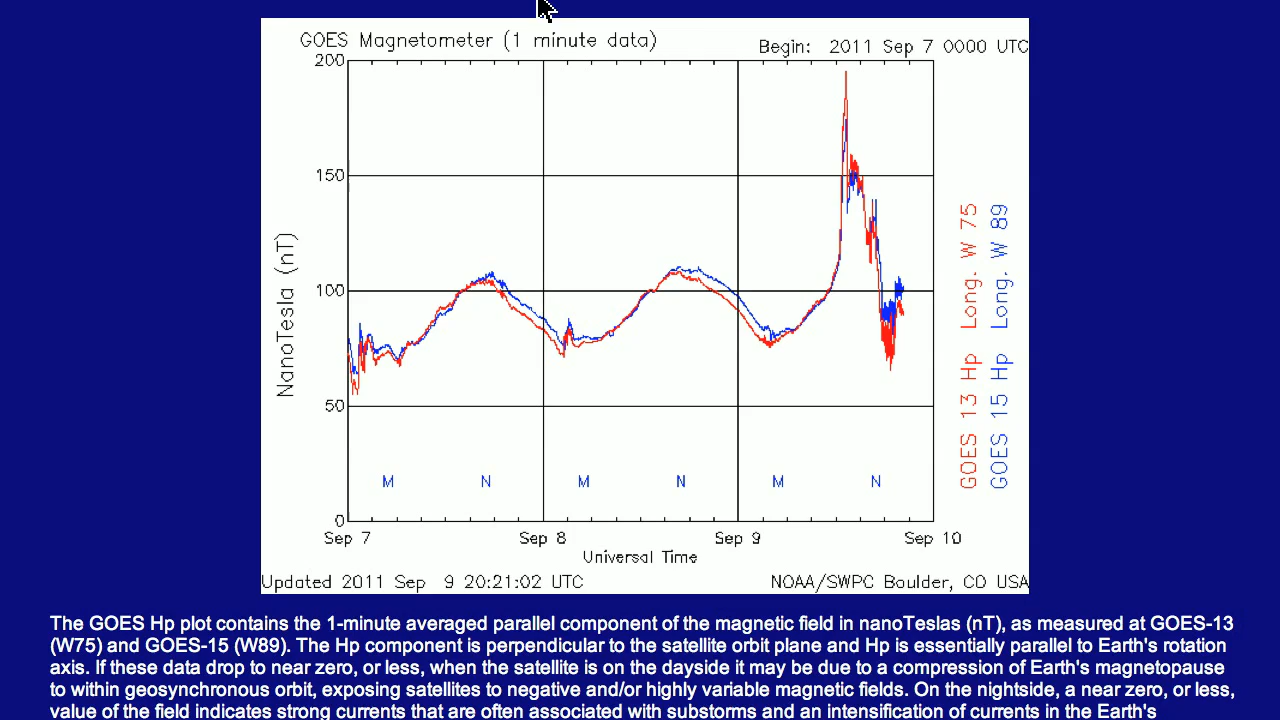 GOES Magnetometer (1 minute data)
Begin: 2011 Sep 7 0000 UTC
200
150
100
50
0
NanoTesla (nT)
M N M N M N
Sep 7 Sep 8 Sep 9 Sep 10
Universal Time
GOES 13 Hp Long. W 75
GOES 15 Hp Long. W 89
Updated 2011 Sep 9 20:21:02 UTC
NOAA/SWPC Boulder, CO USA
The GOES Hp plot contains the 1-minute averaged parallel component of the magnetic field in nanoTeslas (nT), as measured at GOES-13
(W75) and GOES-15 (W89). The Hp component is perpendicular to the satellite orbit plane and Hp is essentially parallel to Earth's rotation
axis. If these data drop to near zero, or less, when the satellite is on the dayside it may be due to a compression of Earth's magnetopause
to within geosynchronous orbit, exposing satellites to negative and/or highly variable magnetic fields. On the nightside, a near zero, or less,
value of the field indicates strong currents that are often associated with substorms and an intensification of currents in the Earth's